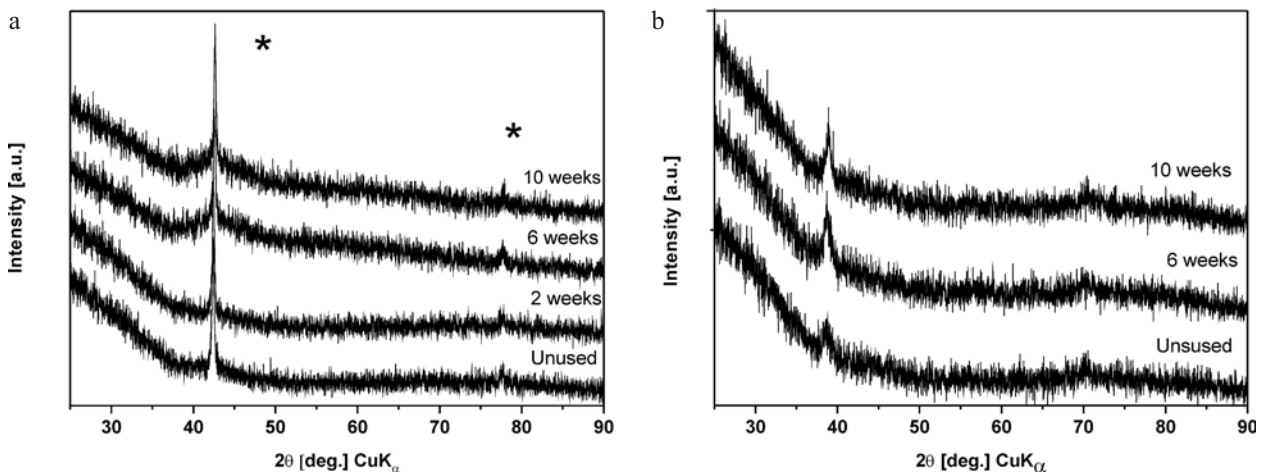 a
Intensity [a.u.]
*
*
10 weeks
6 weeks
2 weeks
Unused
30 40 50 60 70 80 90
2θ [deg.] CuKα
b
Intensity [a.u.]
10 weeks
6 weeks
Unsused
30 40 50 60 70 80 90
2θ [deg.] CuKα